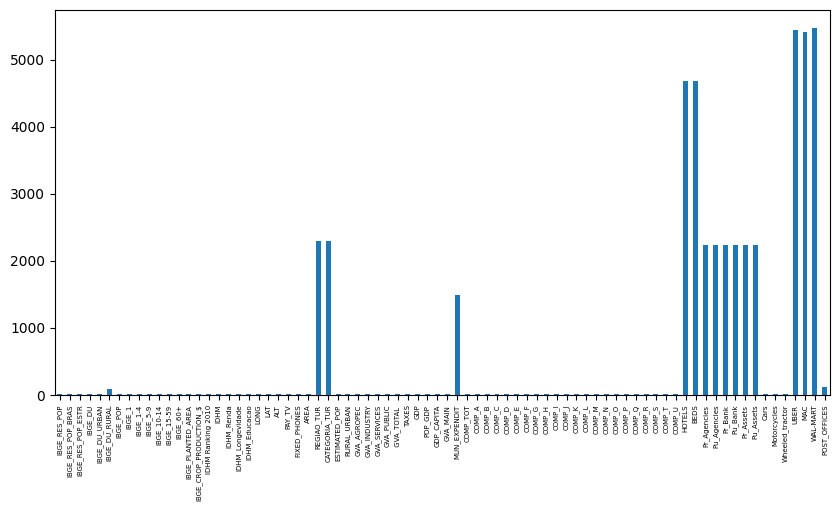 5000
4000
3000
2000
1000
0
IBGE_RES_POP
IBGE_RES_POP_BRAS
IBGE_RES_POP_ESTR
IBGE_DU
IBGE_DU_URBAN
IBGE_DU_RURAL
IBGE_POP
IBGE_1
IBGE_1-4
IBGE_5-9
IBGE_10-14
IBGE_15-59
IBGE_60+
IBGE_PLANTED_AREA
IBGE_CROP_PRODUCTION_$
IDHM Ranking 2010
IDHM
IDHM_Renda
IDHM_Longevidade
IDHM_Educacao
LONG
LAT
ALT
PAY_TV
FIXED_PHONES
AREA
REGIAO_TUR
CATEGORIA_TUR
ESTIMATED_POP
RURAL_URBAN
GVA_AGROPEC
GVA_INDUSTRY
GVA_SERVICES
GVA_PUBLIC
GVA_TOTAL
TAXES
GDP
POP_GDP
GDP_CAPITA
GVA_MAIN
MUN_EXPENDIT
COMP_TOT
COMP_A
COMP_B
COMP_C
COMP_D
COMP_E
COMP_F
COMP_G
COMP_H
COMP_I
COMP_J
COMP_K
COMP_L
COMP_M
COMP_N
COMP_O
COMP_P
COMP_Q
COMP_R
COMP_S
COMP_T
COMP_U
HOTELS
BEDS
Pr_Agencies
Pu_Agencies
Pr_Bank
Pu_Bank
Pr_Assets
Pu_Assets
Cars
Motorcycles
Wheeled_tractor
UBER
MAC
WAL-MART
POST_OFFICES